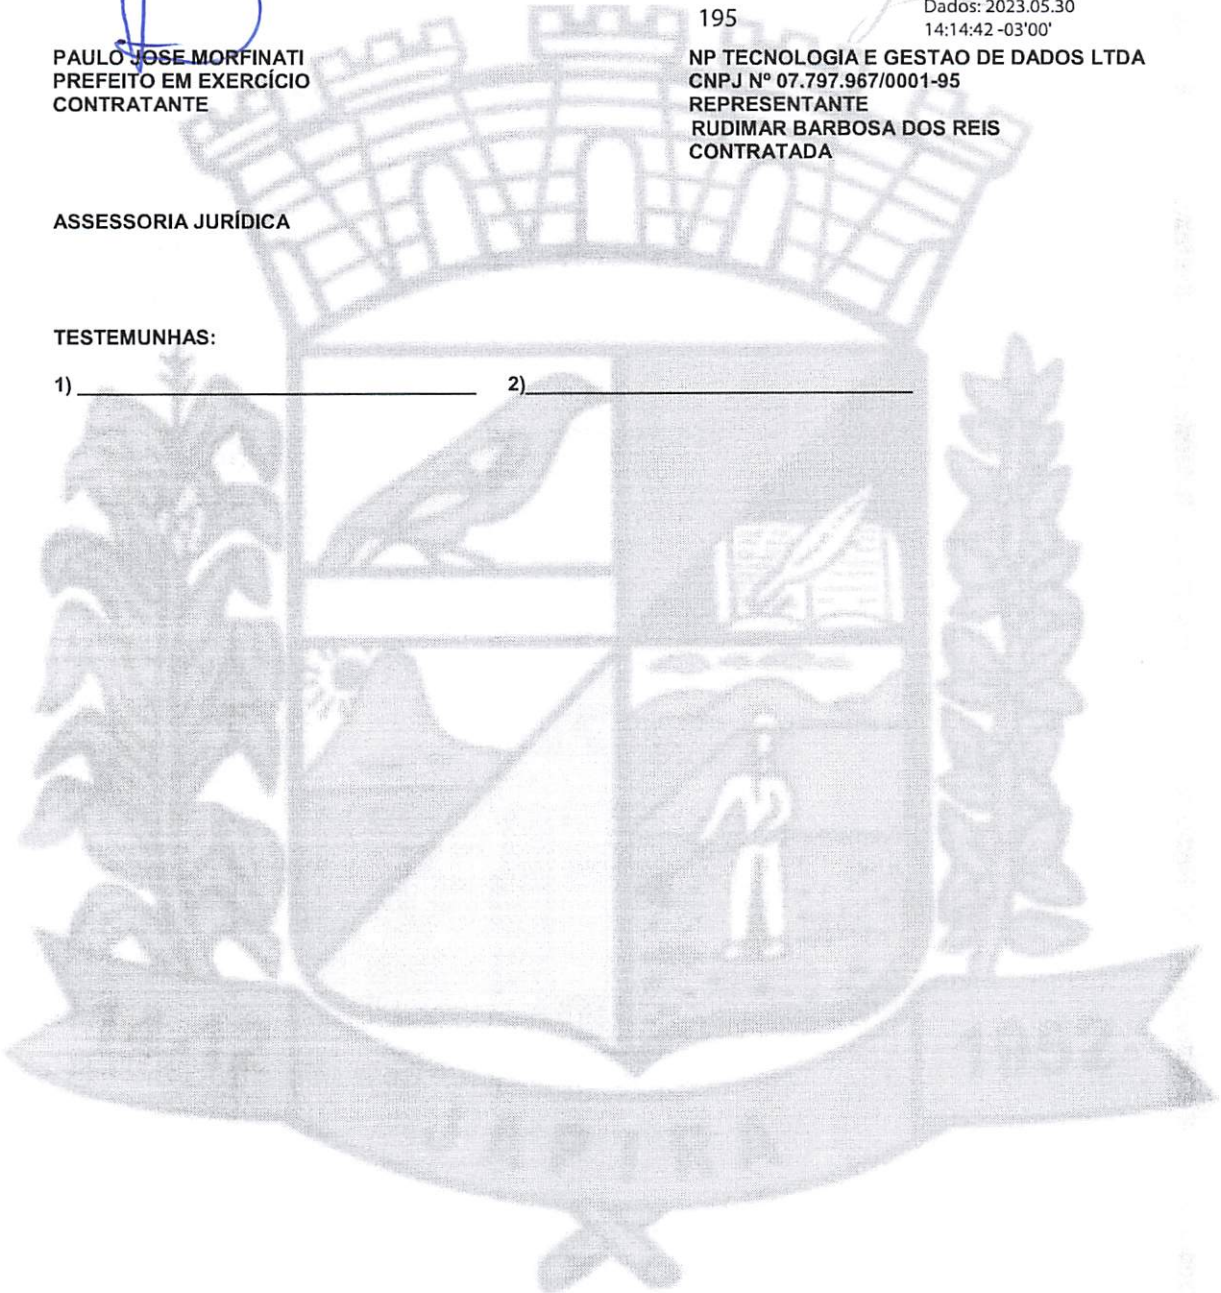 195
Dados: 2023.05.30
14:14:42 -03'00'
PAULO JOSE MORFINATI
PREFEITO EM EXERCÍCIO
CONTRATANTE
NP TECNOLOGIA E GESTAO DE DADOS LTDA
CNPJ Nº 07.797.967/0001-95
REPRESENTANTE
RUDIMAR BARBOSA DOS REIS
CONTRATADA
ASSESSORIA JURÍDICA
TESTEMUNHAS:
1)
2)
JAPIRA